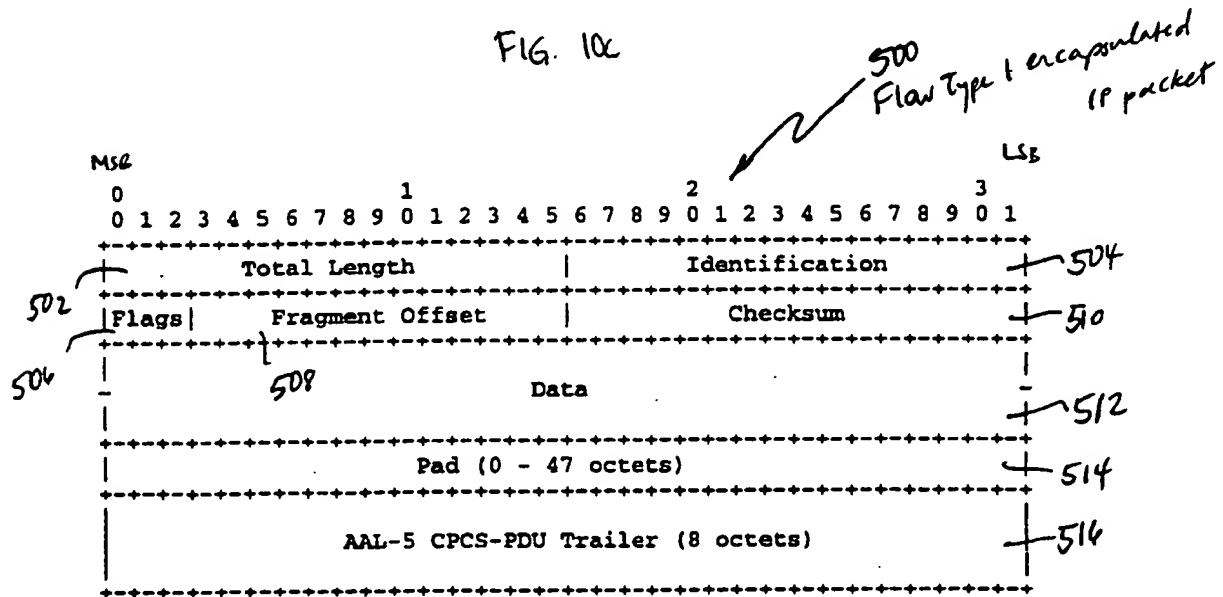 FIG. 10c
500
Flow Type 1 encapsulated
IP packet
MSB LSB
0 1 2 3
0 1 2 3 4 5 6 7 8 9 0 1 2 3 4 5 6 7 8 9 0 1 2 3 4 5 6 7 8 9 0 1
Total Length | Identification 504
502
|Flags| Fragment Offset | Checksum 510
506 508
Data
512
Pad (0 - 47 octets) 514
AAL-5 CPCS-PDU Trailer (8 octets) 516